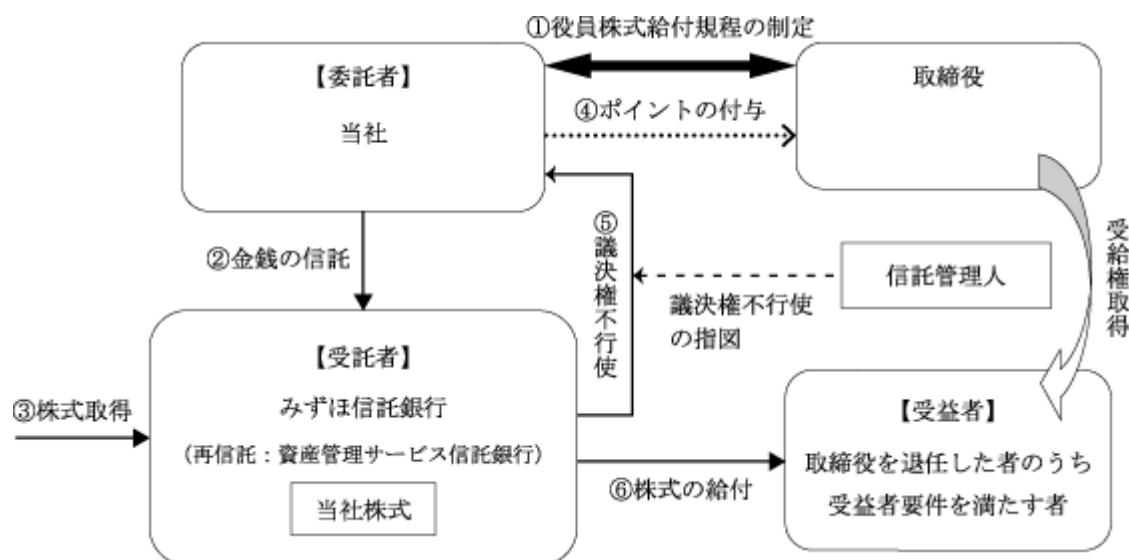 ①役員株式給付規程の制定
【委託者】
当社
取締役
④ポイントの付与
②金銭の信託
⑤議決権不行使
信託管理人
議決権不行使
の指図
受給権取得
【受託者】
みずほ信託銀行
(再信託:資産管理サービス信託銀行)
当社株式
③株式取得
⑥株式の給付
【受益者】
取締役を退任した者のうち
受益者要件を満たす者